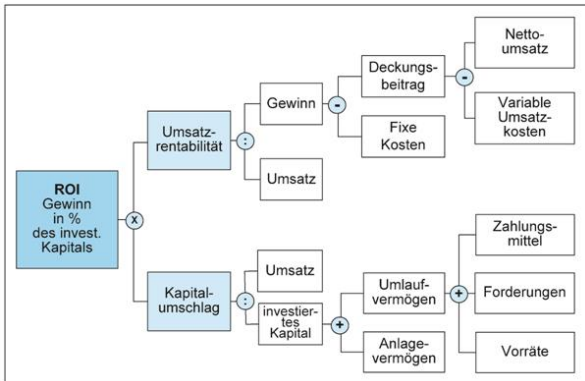 ROI
Gewinn
in %
des invest.
Kapitals
x
Umsatz-
rentabilität
:
Gewinn
-
Deckungs-
beitrag
-
Netto-
umsatz
Variable
Umsatz-
kosten
Fixe
Kosten
Umsatz
Kapital-
umschlag
:
Umsatz
investier-
tes
Kapital
+
Umlauf-
vermögen
+
Zahlungs-
mittel
Forderungen
Vorräte
Anlage-
vermögen